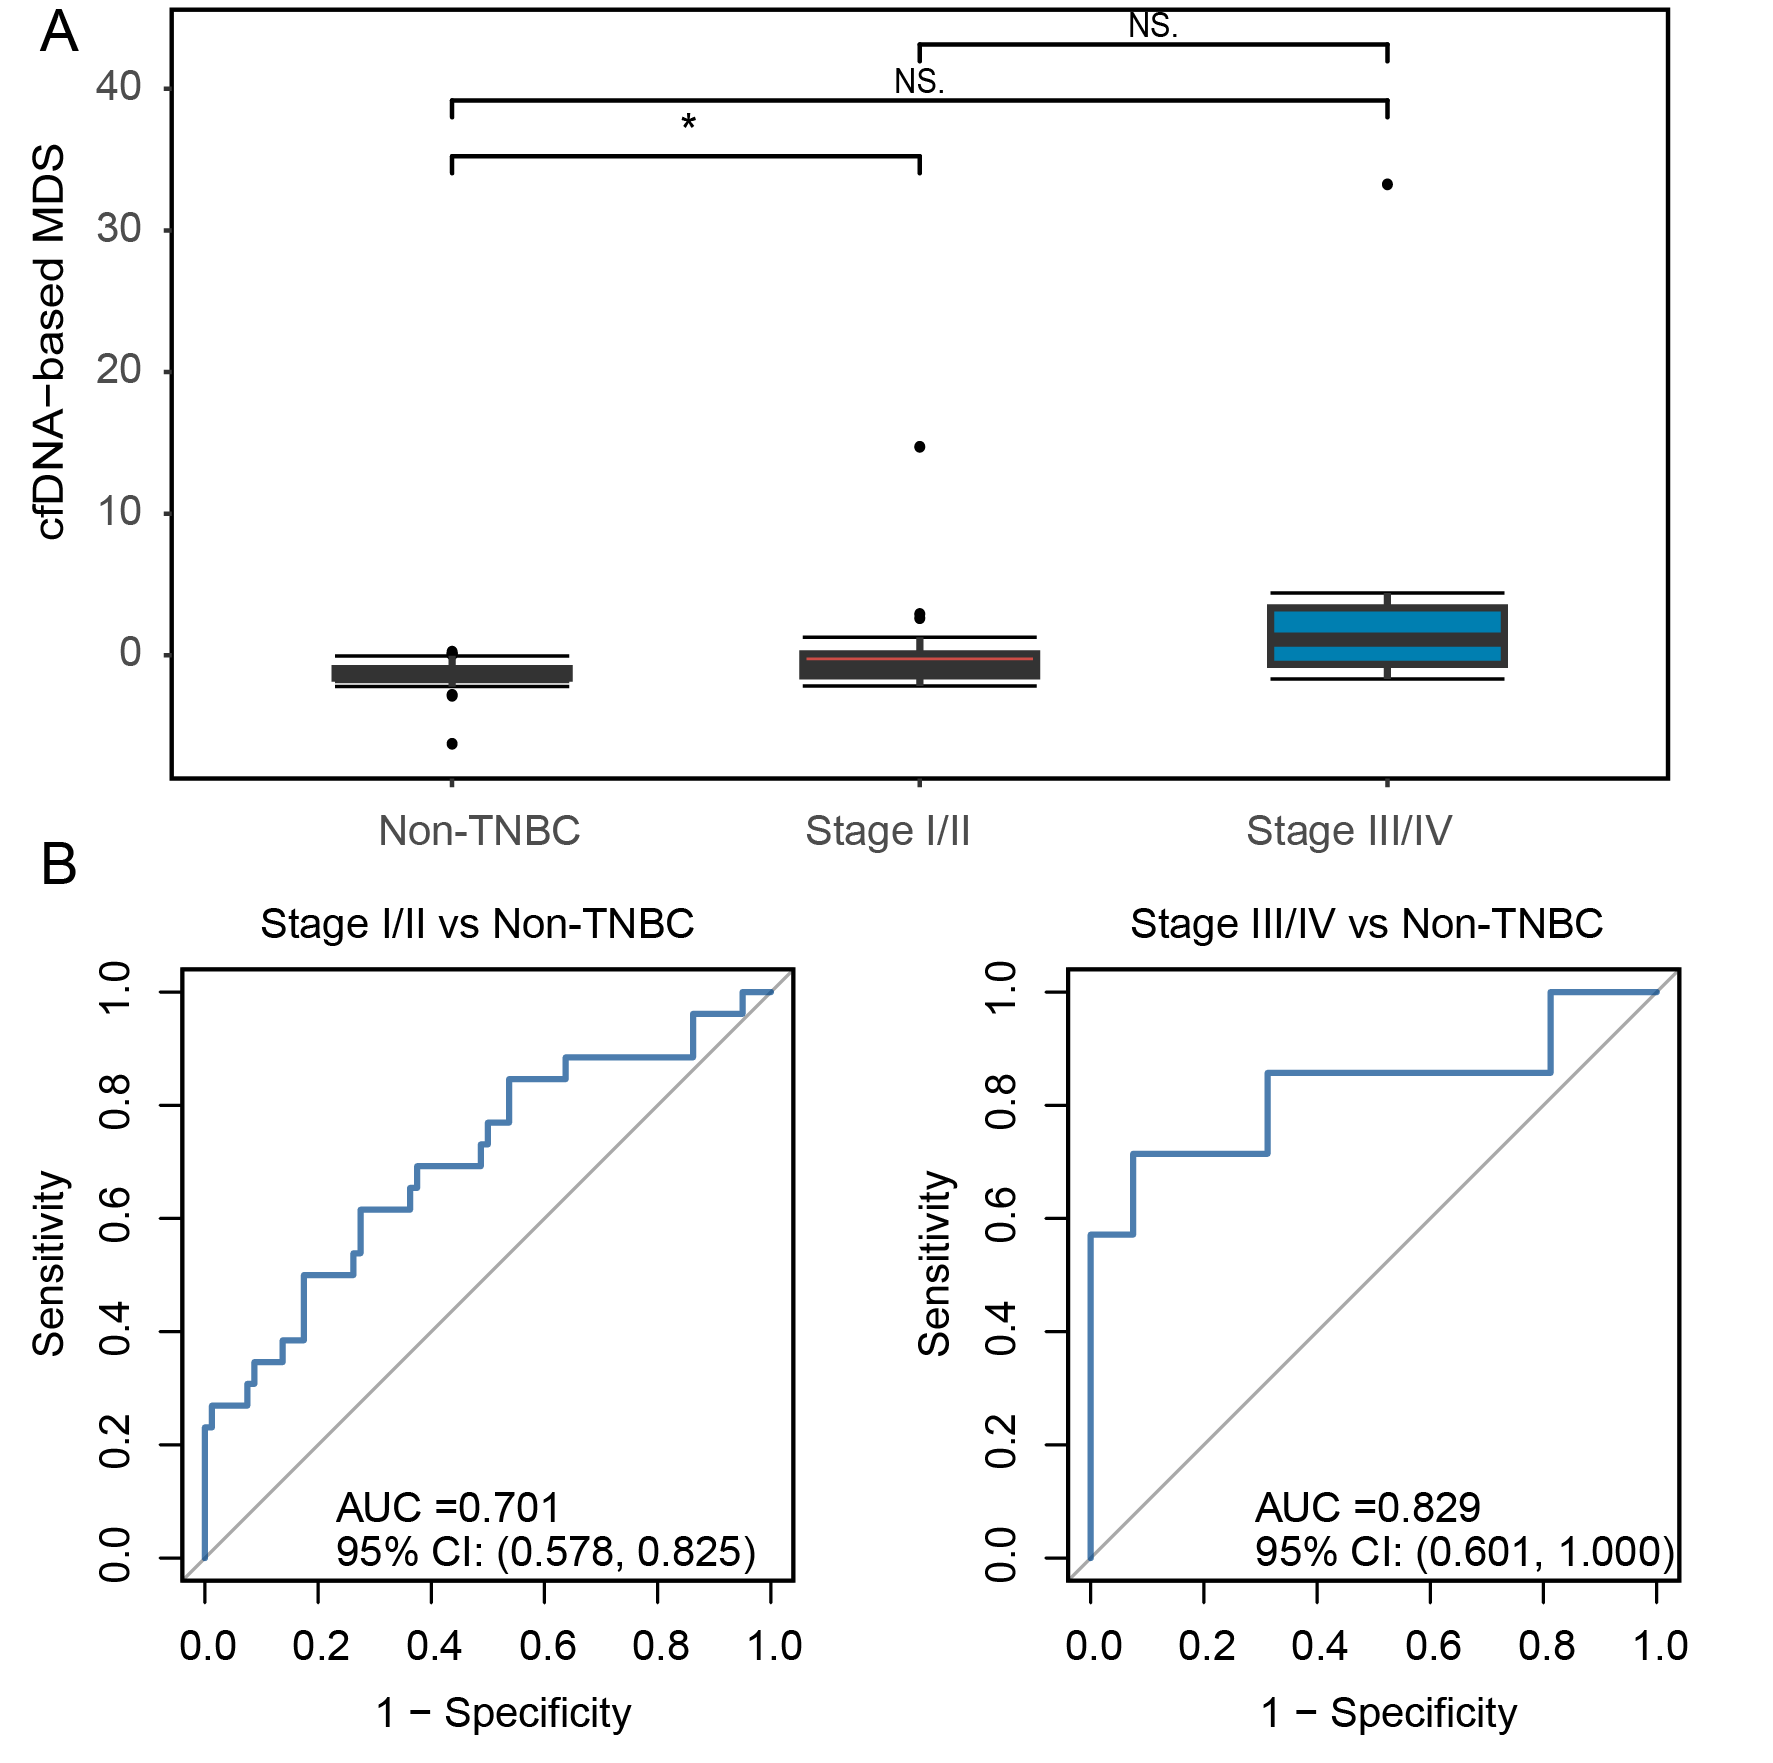 A
NS.
NS.
*
40
30
20
10
0
cfDNA−based MDS
Non-TNBC
Stage I/II
Stage III/IV
B
Stage I/II vs Non-TNBC
1.0
0.8
0.6
0.4
0.2
0.0
Sensitivity
AUC =0.701
95% CI: (0.578, 0.825)
0.0 0.2 0.4 0.6 0.8 1.0
1 − Specificity
Stage III/IV vs Non-TNBC
1.0
0.8
0.6
0.4
0.2
0.0
Sensitivity
AUC =0.829
95% CI: (0.601, 1.000)
0.0 0.2 0.4 0.6 0.8 1.0
1 − Specificity